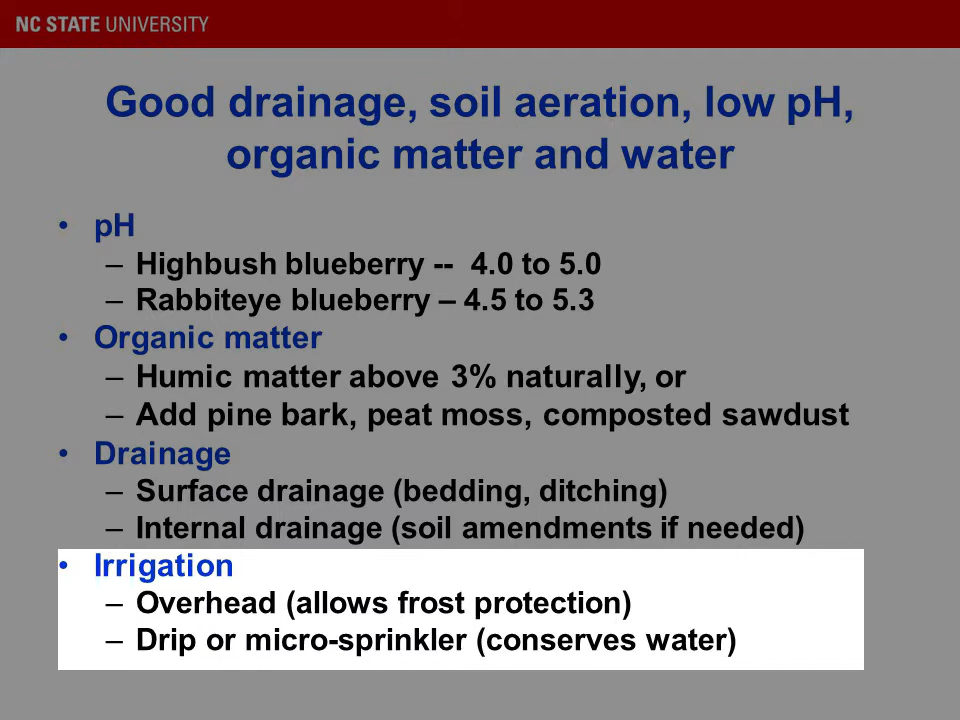 NC STATE UNIVERSITY
Good drainage, soil aeration, low pH,
organic matter and water
• pH
– Highbush blueberry -- 4.0 to 5.0
– Rabbiteye blueberry – 4.5 to 5.3
• Organic matter
– Humic matter above 3% naturally, or
– Add pine bark, peat moss, composted sawdust
• Drainage
– Surface drainage (bedding, ditching)
– Internal drainage (soil amendments if needed)
• Irrigation
– Overhead (allows frost protection)
– Drip or micro-sprinkler (conserves water)